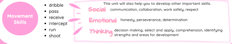 Movement
Skills
• dribble
• pass
• receive
• intercept
• run
• shoot
This unit will also help you to develop other important skills.
Social communication, collaboration, work safely, respect
Emotional honesty, perseverance, determination
Thinking decision making, select and apply, comprehension, identifying
strengths and areas for development